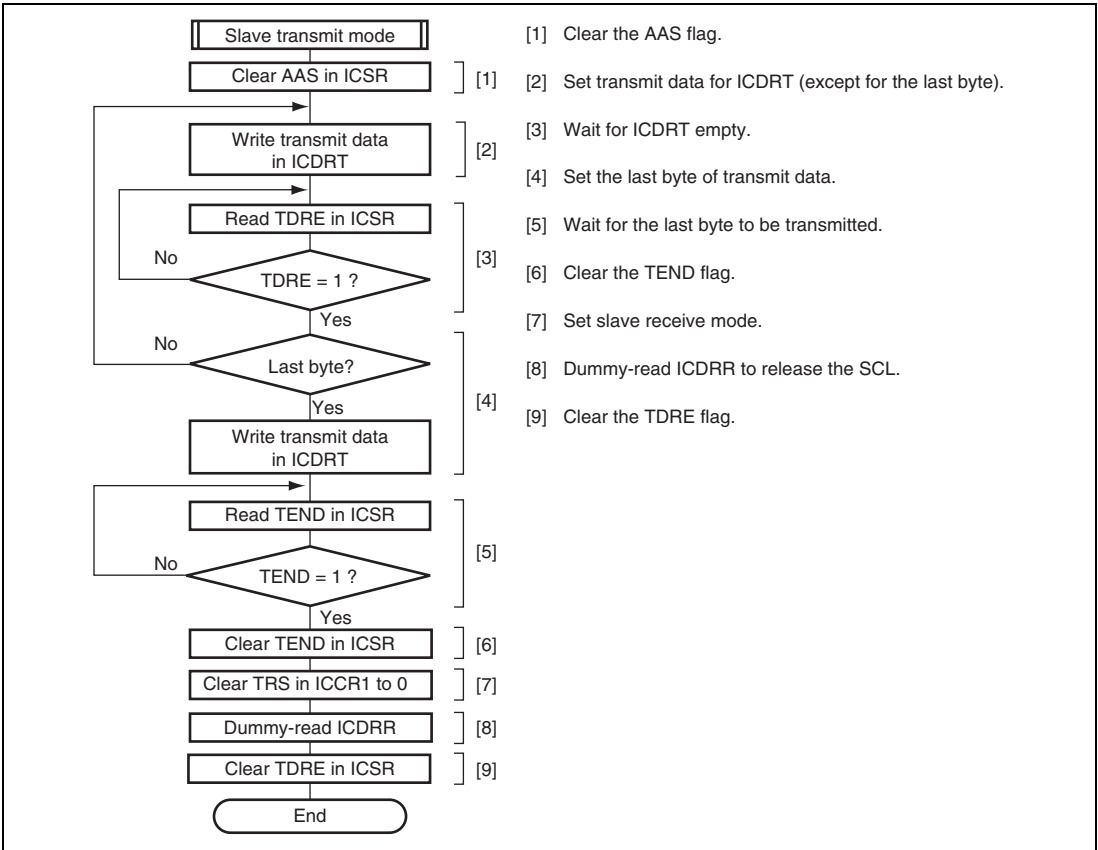 Slave transmit mode
Clear AAS in ICSR
[1]
Write transmit data
in ICDRT
[2]
Read TDRE in ICSR
No
TDRE = 1 ?
[3]
Yes
No
Last byte?
Yes
[4]
Write transmit data
in ICDRT
Read TEND in ICSR
No
TEND = 1 ?
[5]
Yes
Clear TEND in ICSR
[6]
Clear TRS in ICCR1 to 0
[7]
Dummy-read ICDRR
[8]
Clear TDRE in ICSR
[9]
End
[1] Clear the AAS flag.
[2] Set transmit data for ICDRT (except for the last byte).
[3] Wait for ICDRT empty.
[4] Set the last byte of transmit data.
[5] Wait for the last byte to be transmitted.
[6] Clear the TEND flag.
[7] Set slave receive mode.
[8] Dummy-read ICDRR to release the SCL.
[9] Clear the TDRE flag.